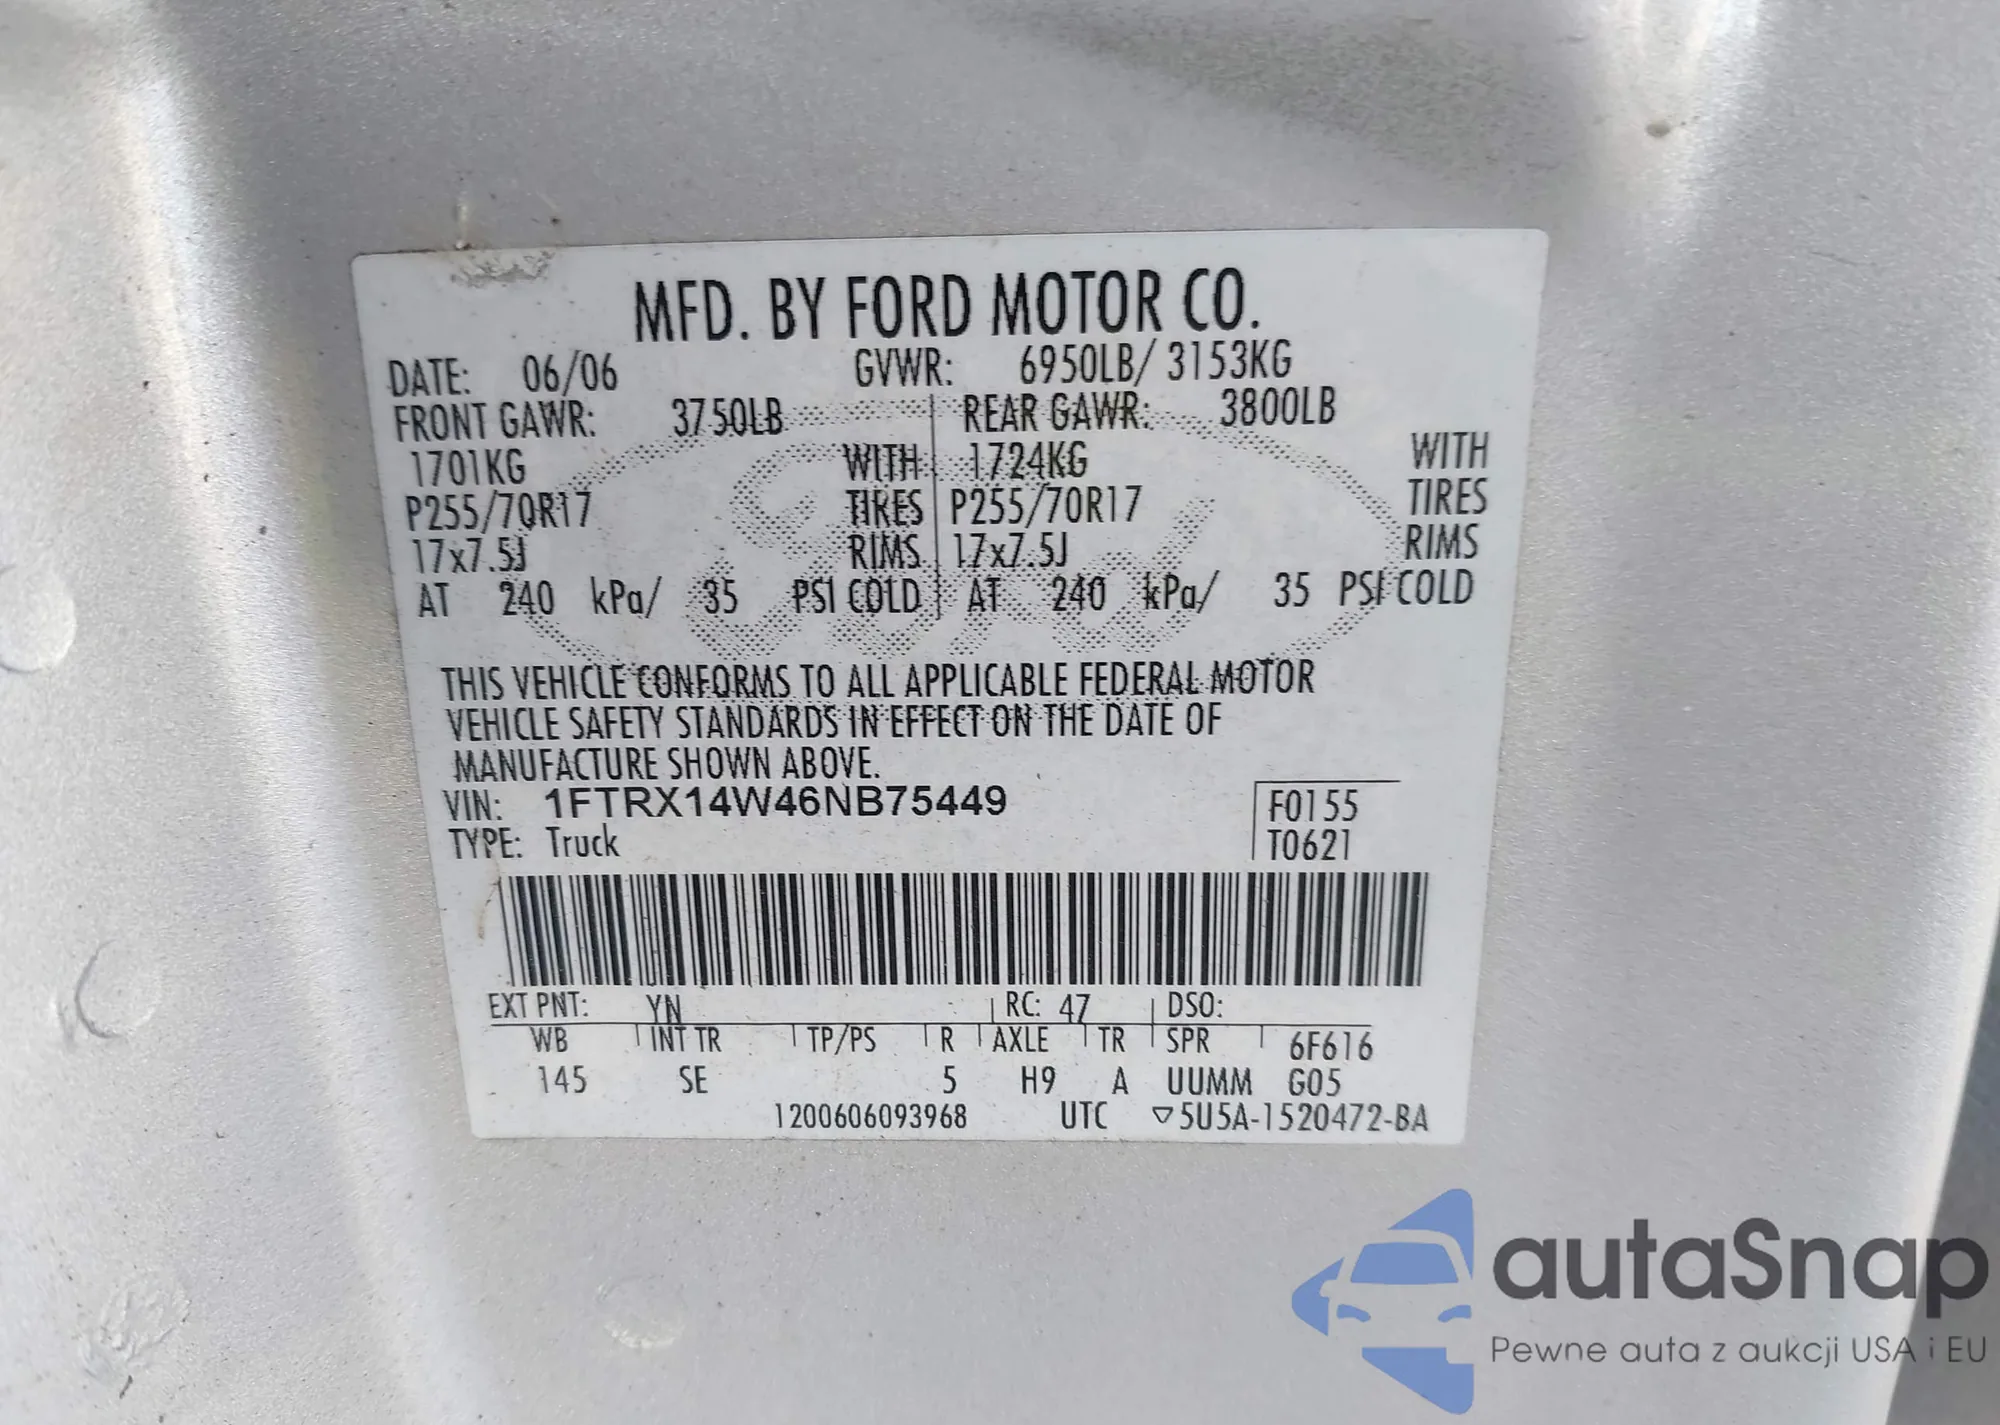 MFD. BY FORD MOTOR CO.
DATE: 06/06 GVWR: 6950LB/ 3153KG
FRONT GAWR: 3750LB REAR GAWR: 3800LB
1701KG WITH 1724KG WITH
P255/70R17 TIRES P255/70R17 TIRES
17x7.5J RIMS 17x7.5J RIMS
AT 240 kPa/ 35 PSI COLD AT 240 kPa/ 35 PSI COLD
Ford
THIS VEHICLE CONFORMS TO ALL APPLICABLE FEDERAL MOTOR
VEHICLE SAFETY STANDARDS IN EFFECT ON THE DATE OF
MANUFACTURE SHOWN ABOVE.
VIN: 1FTRX14W46NB75449 F0155
TYPE: Truck T0621
EXT PNT: YN RC: 47 DSO:
WB INT TR TP/PS R AXLE TR SPR 6F616
145 SE 5 H9 A UUMM G05
1200606093968 UTC ▽5U5A-1520472-BA
autaSnap
Pewne auta z aukcji USA i EU